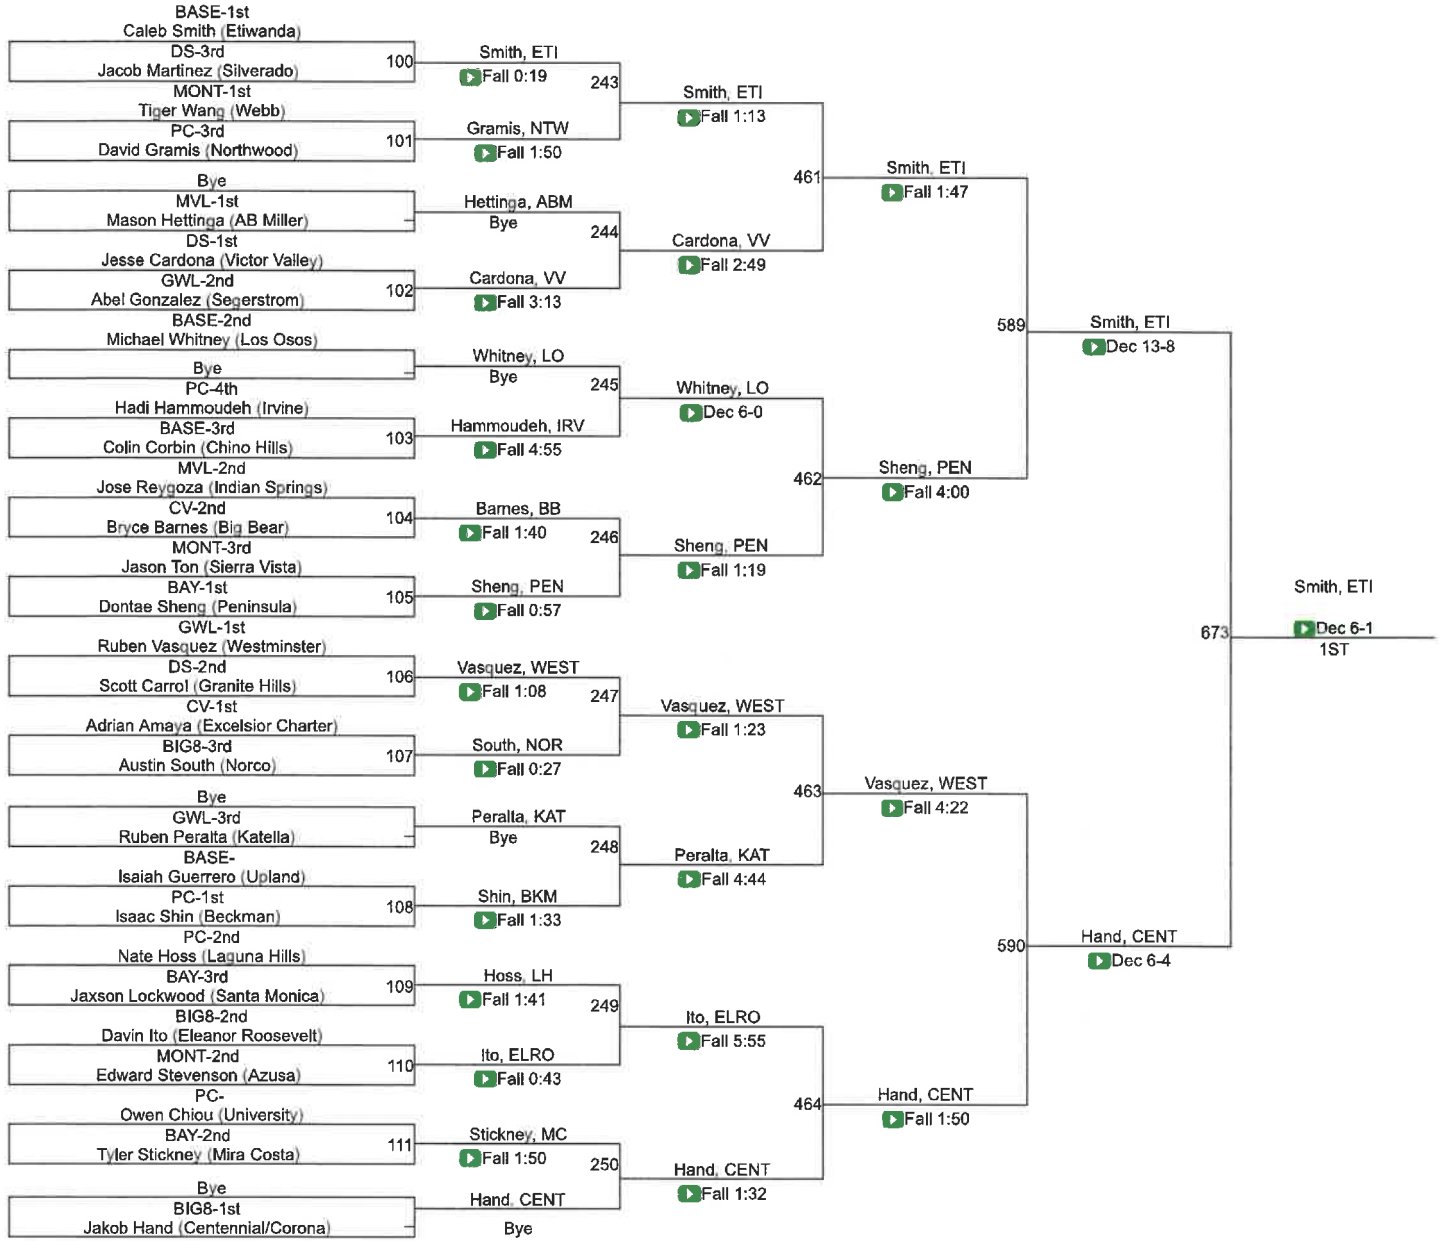 BASE-1st
Caleb Smith (Etiwanda)
DS-3rd
Jacob Martinez (Silverado)
100
MONT-1st
Tiger Wang (Webb)
PC-3rd
David Gramis (Northwood)
101
Bye
MVL-1st
Mason Hettinga (AB Miller)
DS-1st
Jesse Cardona (Victor Valley)
GWL-2nd
Abel Gonzalez (Segerstrom)
102
BASE-2nd
Michael Whitney (Los Osos)
Bye
PC-4th
Hadi Hammoudeh (Irvine)
BASE-3rd
Colin Corbin (Chino Hills)
103
MVL-2nd
Jose Reygoza (Indian Springs)
CV-2nd
Bryce Barnes (Big Bear)
104
MONT-3rd
Jason Ton (Sierra Vista)
BAY-1st
Dontae Sheng (Peninsula)
105
GWL-1st
Ruben Vasquez (Westminster)
DS-2nd
Scott Carrol (Granite Hills)
106
CV-1st
Adrian Amaya (Excelsior Charter)
BIG8-3rd
Austin South (Norco)
107
Bye
GWL-3rd
Ruben Peralta (Katella)
BASE-
Isaiah Guerrero (Upland)
PC-1st
Isaac Shin (Beckman)
108
PC-2nd
Nate Hoss (Laguna Hills)
BAY-3rd
Jaxson Lockwood (Santa Monica)
109
BIG8-2nd
Davin Ito (Eleanor Roosevelt)
MONT-2nd
Edward Stevenson (Azusa)
110
PC-
Owen Chiou (University)
BAY-2nd
Tyler Stickney (Mira Costa)
111
Bye
BIG8-1st
Jakob Hand (Centennial/Corona)
Smith, ETI
Fall 0:19
243
Gramis, NTW
Fall 1:50
Hettinga, ABM
Bye
244
Cardona, VV
Fall 3:13
Whitney, LO
Bye
245
Hammoudeh, IRV
Fall 4:55
Barnes, BB
Fall 1:40
246
Sheng, PEN
Fall 0:57
Vasquez, WEST
Fall 1:08
247
South, NOR
Fall 0:27
Peralta, KAT
Bye
248
Shin, BKM
Fall 1:33
Hoss, LH
Fall 1:41
249
Ito, ELRO
Fall 0:43
Stickney, MC
Fall 1:50
250
Hand, CENT
Bye
Smith, ETI
Fall 1:13
461
Cardona, VV
Fall 2:49
Whitney, LO
Dec 6-0
462
Sheng, PEN
Fall 1:19
Vasquez, WEST
Fall 1:23
463
Peralta, KAT
Fall 4:44
Ito, ELRO
Fall 5:55
464
Hand, CENT
Fall 1:32
Smith, ETI
Fall 1:47
589
Sheng, PEN
Fall 4:00
Vasquez, WEST
Fall 4:22
590
Hand, CENT
Fall 1:50
Smith, ETI
Dec 13-8
673
Hand, CENT
Dec 6-4
Smith, ETI
Dec 6-1
1ST